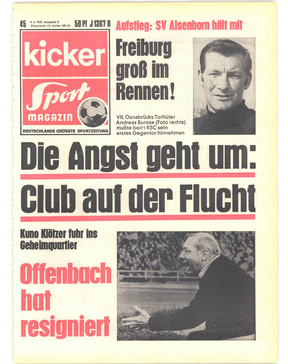 45
50 Pf J 1367 B
Aufstieg: SV Alsenborn hält mit
kicker
Sport
MAGAZIN
DEUTSCHLANDS GRÖSSTE SPORTZEITUNG
Freiburg
groß im
Rennen!
VfL Osnabrücks Torhüter
Andreas Burose (Foto rechts)
mußte beim KSC sein
erstes Gegentor hinnehmen
Die Angst geht um:
Club auf der Flucht
Kuno Klötzer fuhr ins
Geheimquartier
Offenbach
hat
resigniert